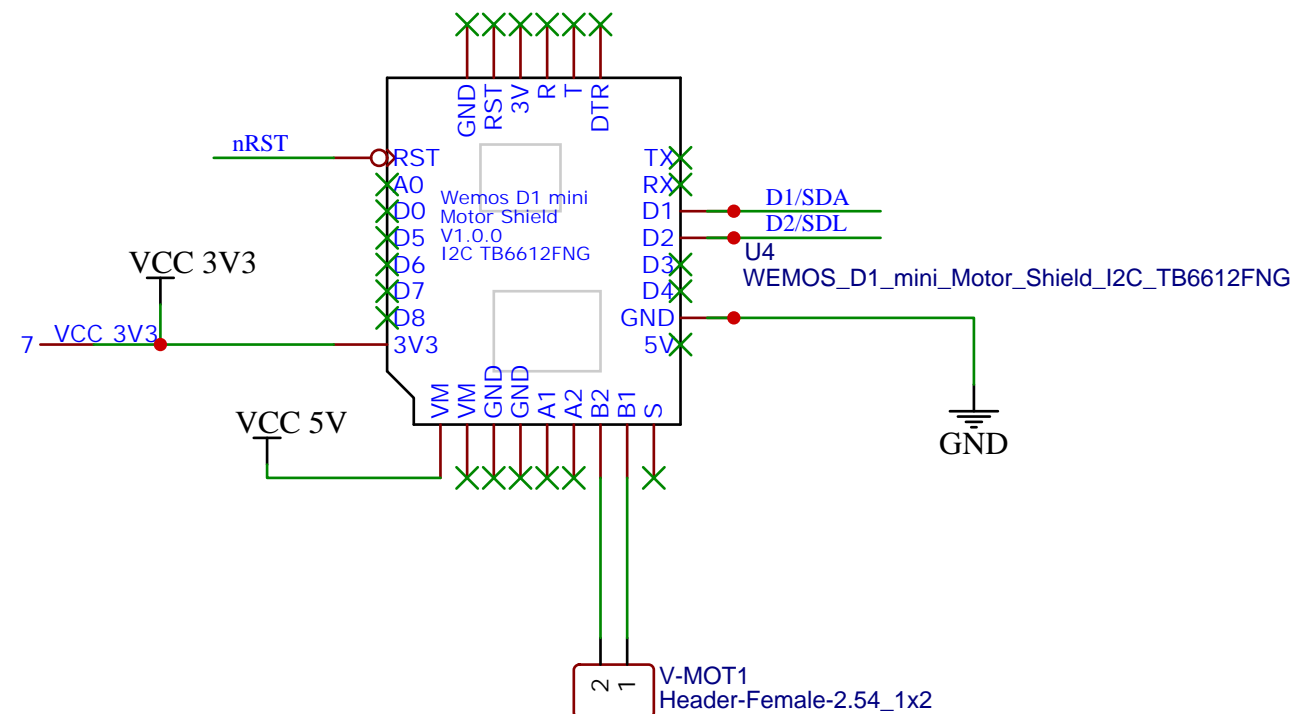 GND
RST
3V
R
T
DTR
nRST
RST
A0
D0
D5
D6
D7
D8
3V3
Wemos D1 mini
Motor Shield
V1.0.0
I2C TB6612FNG
TX
RX
D1
D2
D3
D4
GND
5V
D1/SDA
D2/SDL
U4
WEMOS_D1_mini_Motor_Shield_I2C_TB6612FNG
VCC 3V3
7
VCC 3V3
VCC 5V
VM
VM
GND
GND
A1
A2
B2
B1
S
GND
2
1
V-MOT1
Header-Female-2.54_1x2